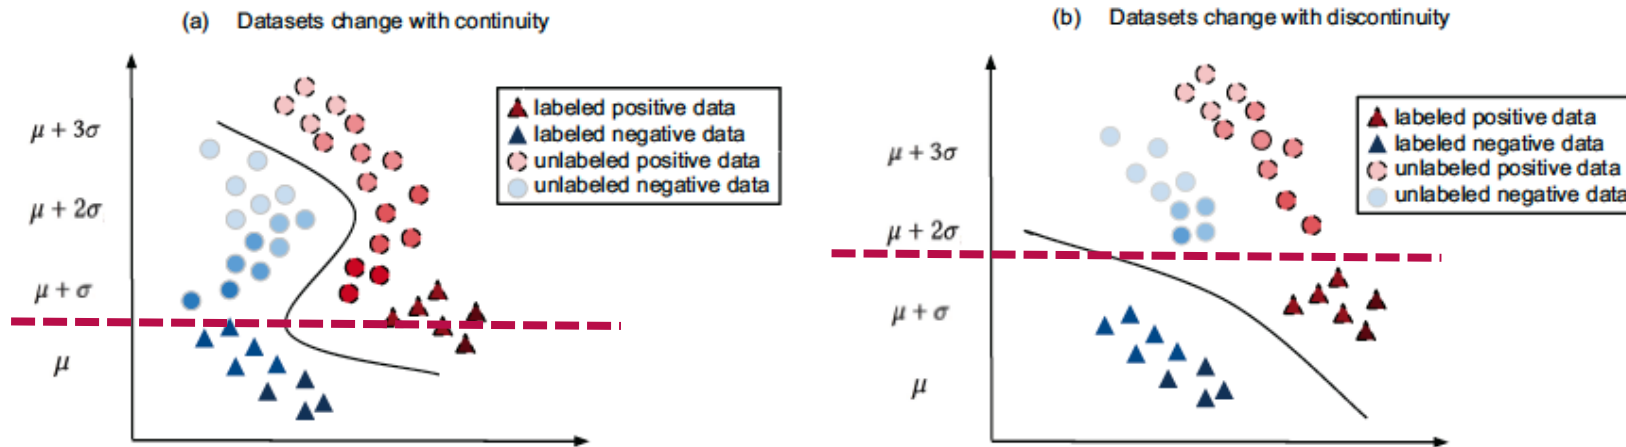 (a) Datasets change with continuity
μ + 3σ
μ + 2σ
μ + σ
μ
labeled positive data
labeled negative data
unlabeled positive data
unlabeled negative data
(b) Datasets change with discontinuity
μ + 3σ
μ + 2σ
μ + σ
μ
labeled positive data
labeled negative data
unlabeled positive data
unlabeled negative data